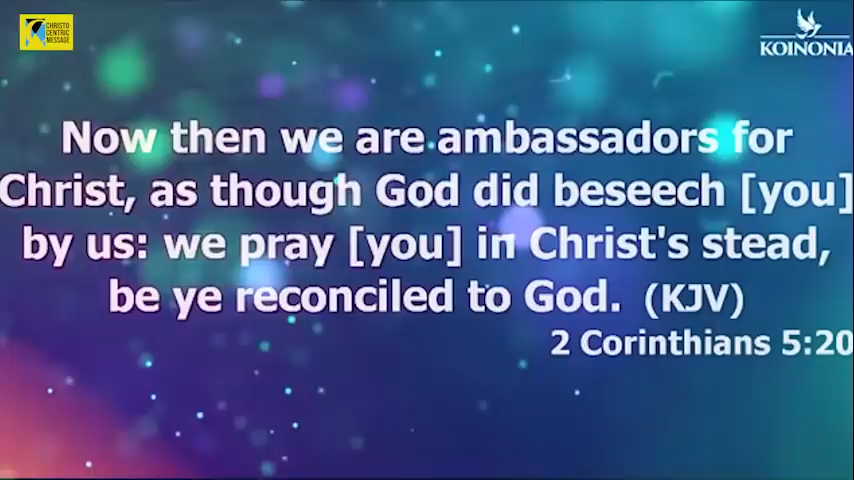 CHRISTO
CENTRIC
MESSAGE
KOINONIA
Now then we are ambassadors for
Christ, as though God did beseech [you]
by us: we pray [you] in Christ's stead,
be ye reconciled to God. (KJV)
2 Corinthians 5:20